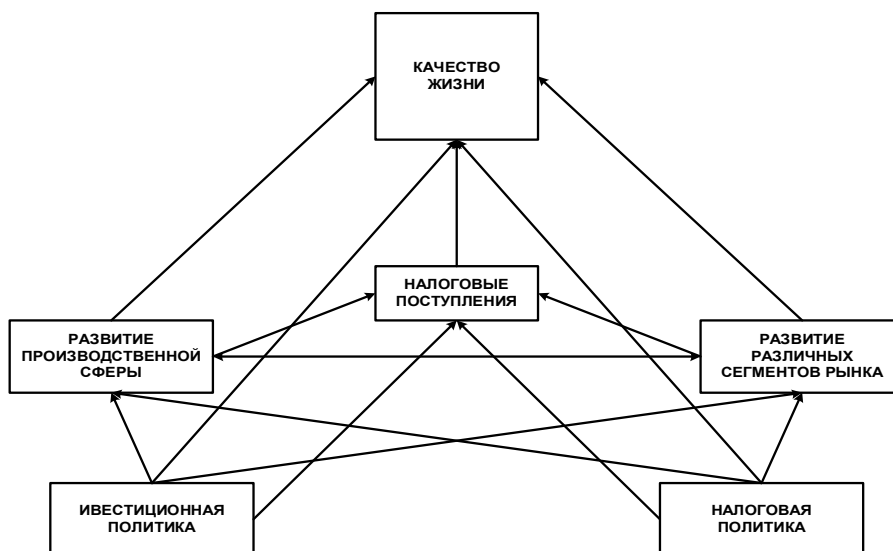 КАЧЕСТВО
ЖИЗНИ
НАЛОГОВЫЕ
ПОСТУПЛЕНИЯ
РАЗВИТИЕ
ПРОИЗВОДСТВЕННОЙ
СФЕРЫ
РАЗВИТИЕ
РАЗЛИЧНЫХ
СЕГМЕНТОВ РЫНКА
ИВЕСТИЦИОННАЯ
ПОЛИТИКА
НАЛОГОВАЯ
ПОЛИТИКА